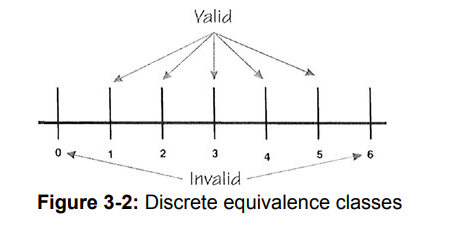 Valid
0 1 2 3 4 5 6
Invalid
Figure 3-2: Discrete equivalence classes